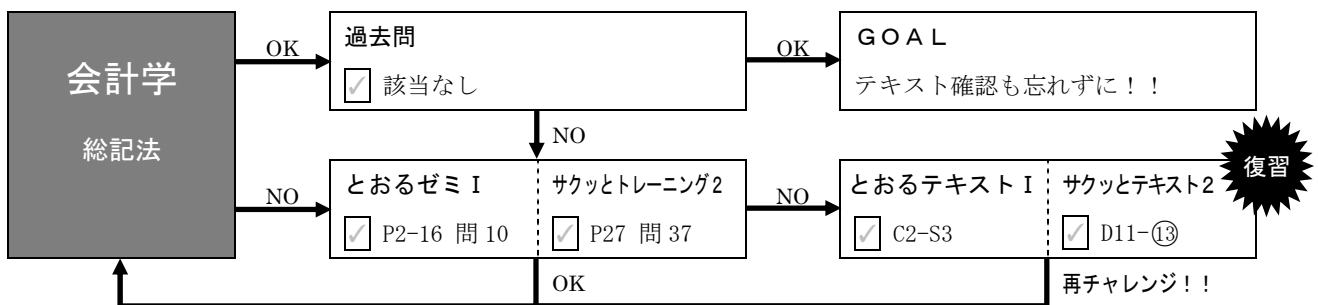 会計学
総記法
OK
過去問
✓ 該当なし
OK
ＧＯＡＬ
テキスト確認も忘れずに！！
NO
復習
NO
とおるゼミⅠ
✓ P2-16 問10
サクッとトレーニング2
✓ P27 問37
NO
とおるテキストⅠ
✓ C2-S3
サクッとテキスト2
✓ D11-⑬
OK
再チャレンジ！！